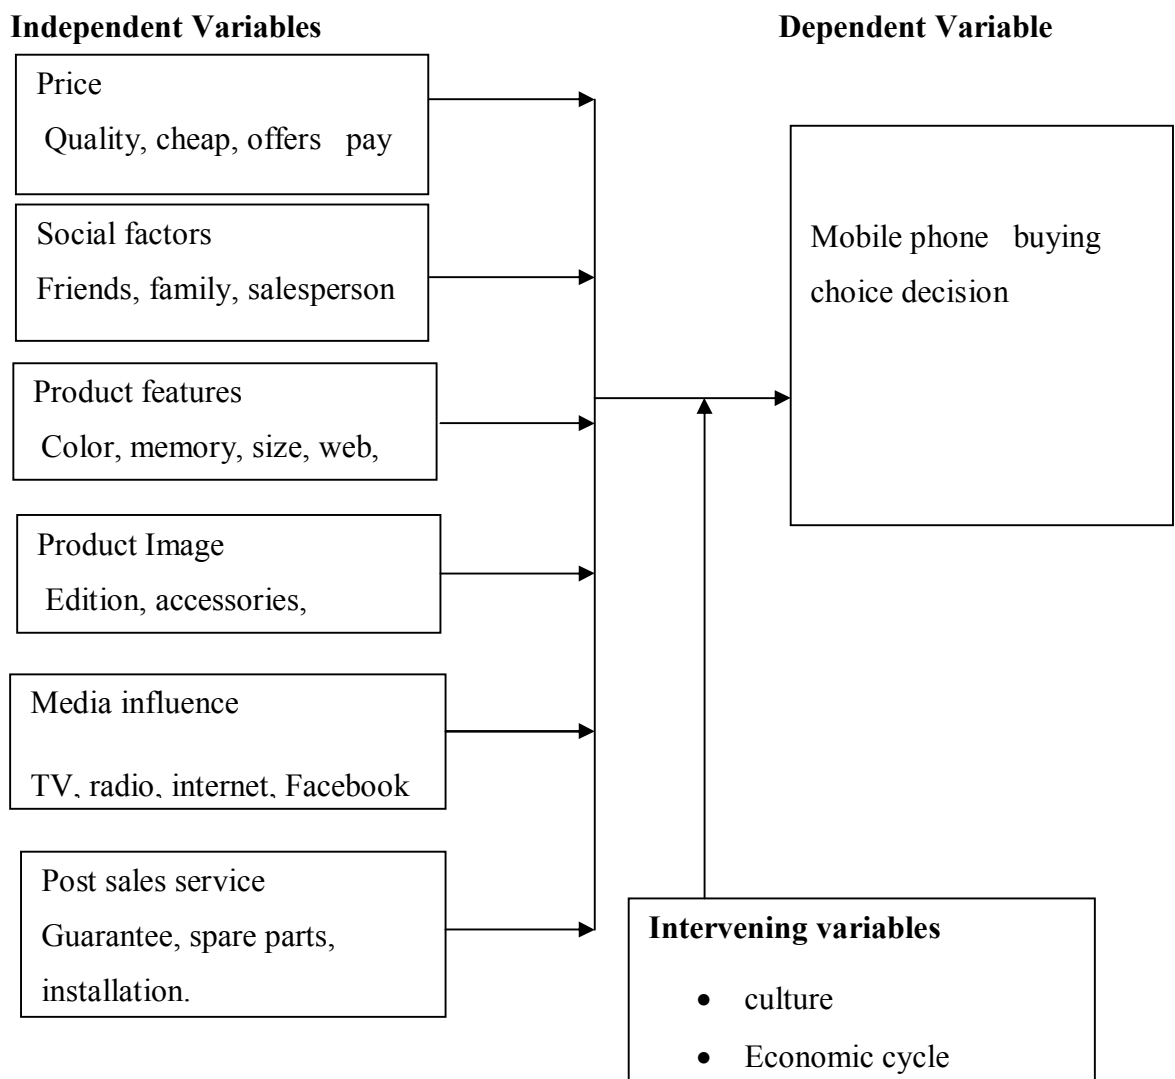 Independent Variables
Dependent Variable
Price
Quality, cheap, offers pay
Social factors
Friends, family, salesperson
Product features
Color, memory, size, web,
Product Image
Edition, accessories,
Media influence
TV, radio, internet, Facebook
Post sales service
Guarantee, spare parts,
installation.
Mobile phone buying
choice decision
Intervening variables
• culture
• Economic cycle